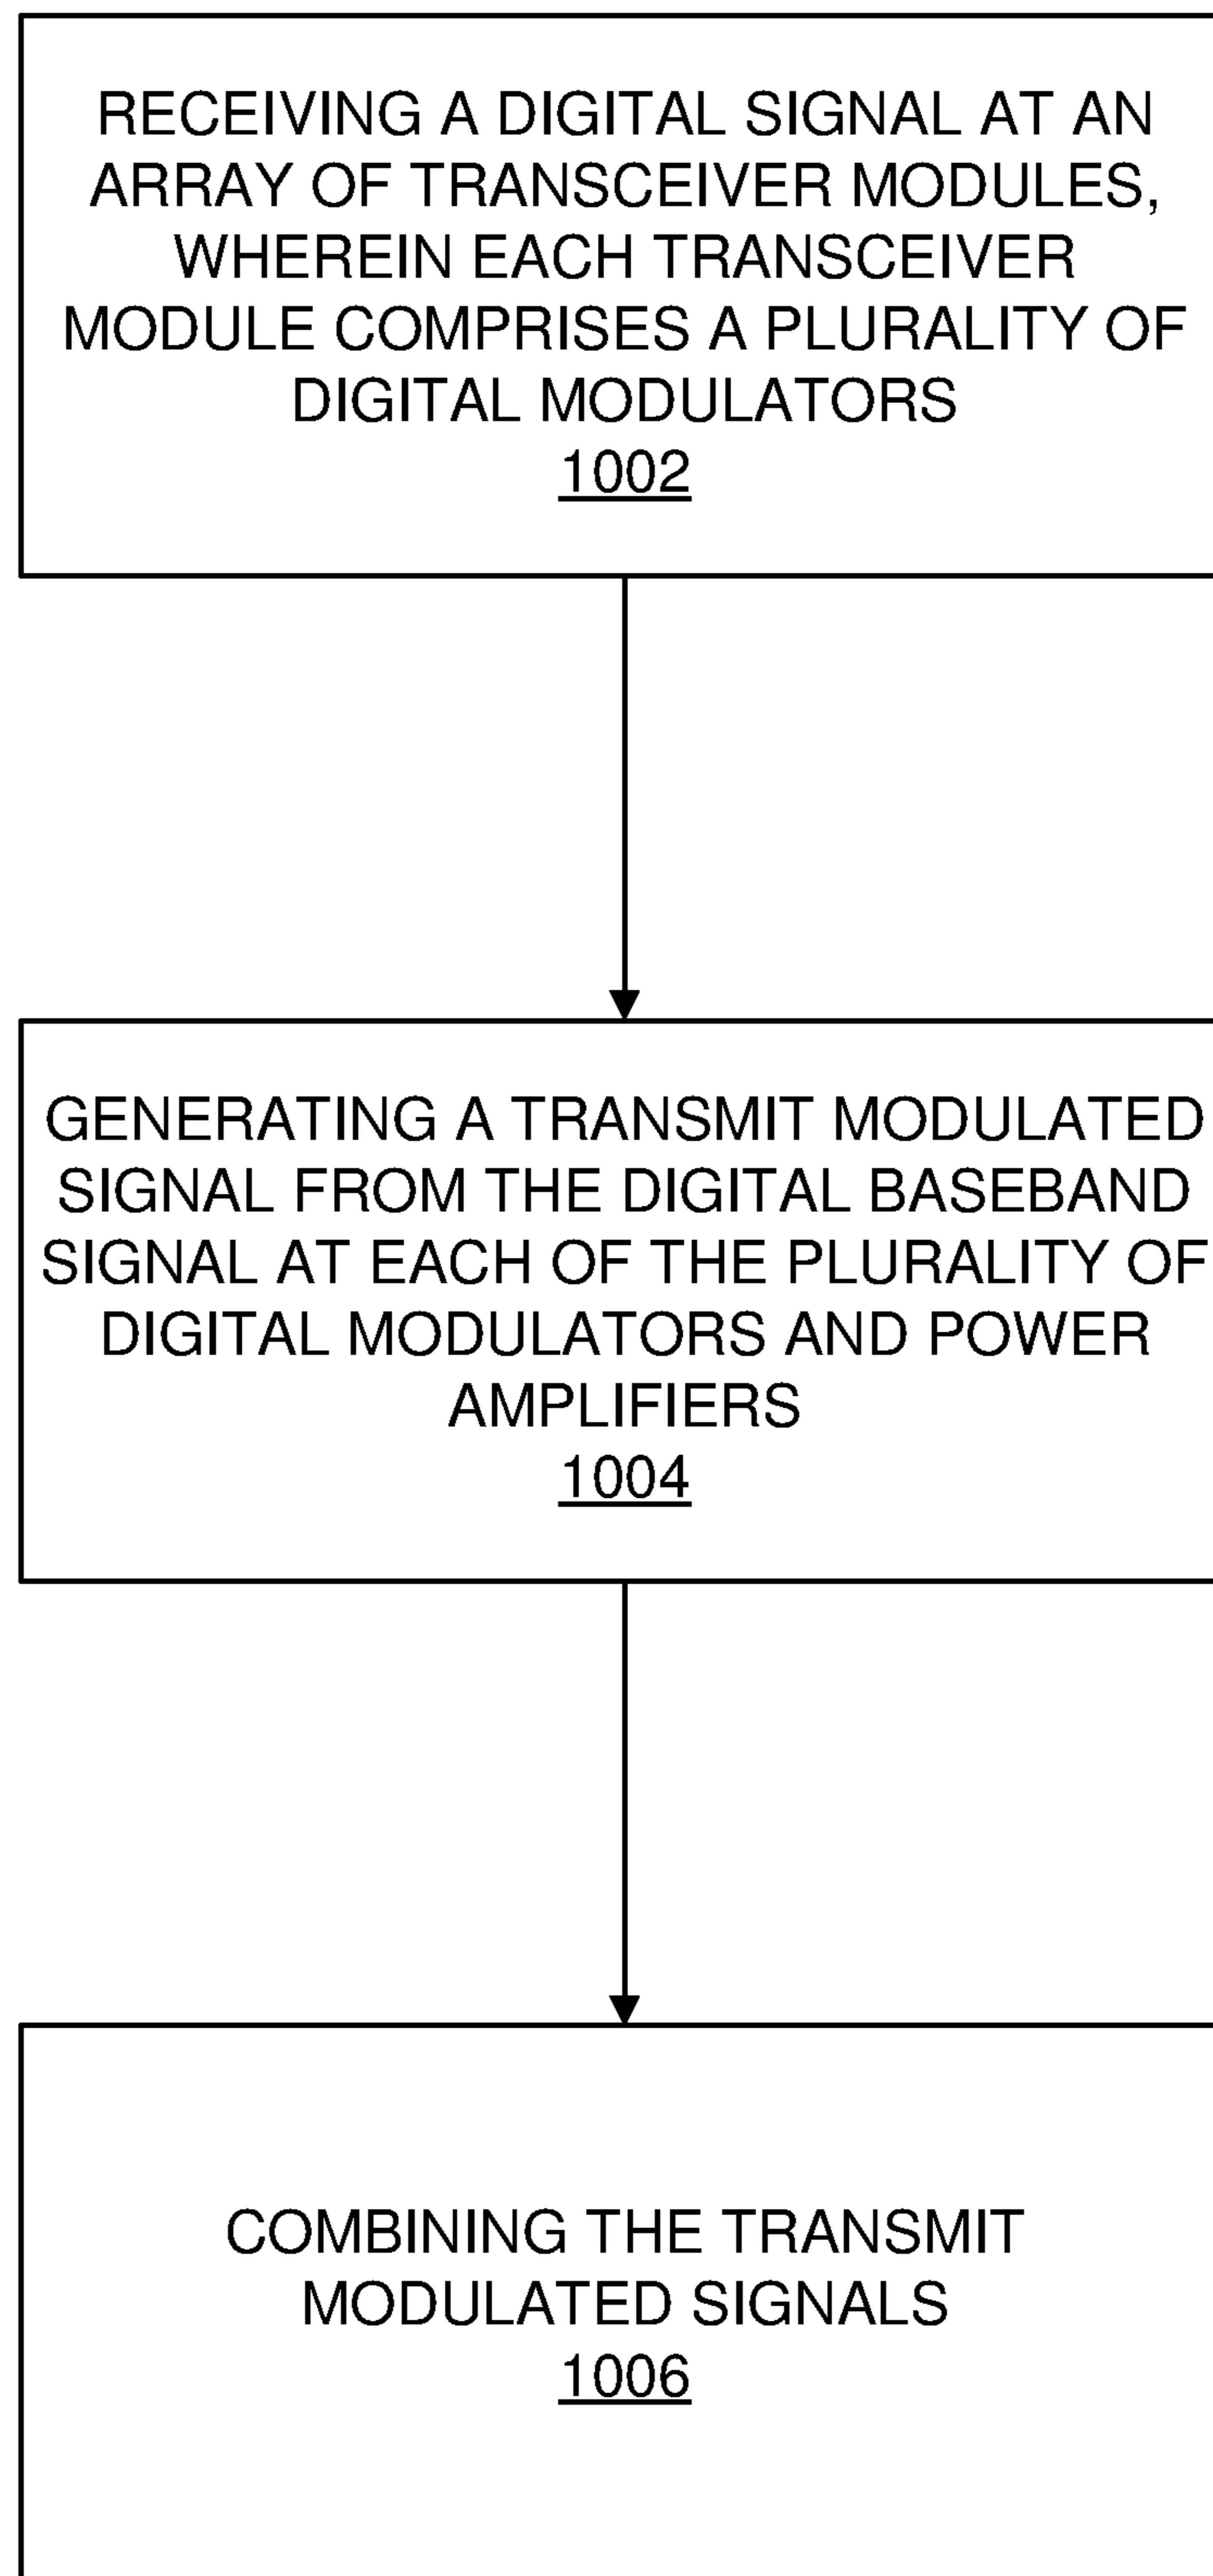 RECEIVING A DIGITAL SIGNAL AT AN
ARRAY OF TRANSCEIVER MODULES,
WHEREIN EACH TRANSCEIVER
MODULE COMPRISES A PLURALITY OF
DIGITAL MODULATORS
1002
GENERATING A TRANSMIT MODULATED
SIGNAL FROM THE DIGITAL BASEBAND
SIGNAL AT EACH OF THE PLURALITY OF
DIGITAL MODULATORS AND POWER
AMPLIFIERS
1004
COMBINING THE TRANSMIT
MODULATED SIGNALS
1006